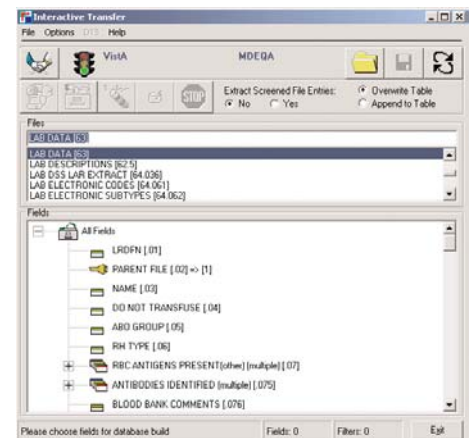 Interactive Transfer
File Options DTS Help
VistA MDEQA
STOP Extract Screened File Entries: Overwrite Table
No Yes Append to Table
Files
LAB DATA [63]
LAB DATA [63]
LAB DESCRIPTIONS [62.5]
LAB DSS LAR EXTRACT [64.036]
LAB ELECTRONIC CODES [64.061]
LAB ELECTRONIC SUBTYPES [64.062]
Fields
All Fields
LRDFN [.01]
PARENT FILE [.02] => [1]
NAME [.03]
DO NOT TRANSFUSE [.04]
ABO GROUP [.05]
RH TYPE [.06]
RBC ANTIGENS PRESENT(other) (multiple) [.07]
ANTIBODIES IDENTIFIED (multiple) [.075]
BLOOD BANK COMMENTS [.076]
Please choose fields for database build Fields: 0 Filters: 0 Exit